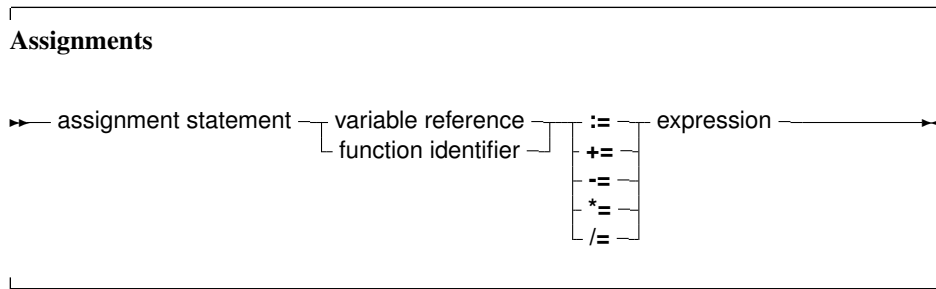 Assignments
assignment statement variable reference := expression
function identifier +=
-=
*=
/=